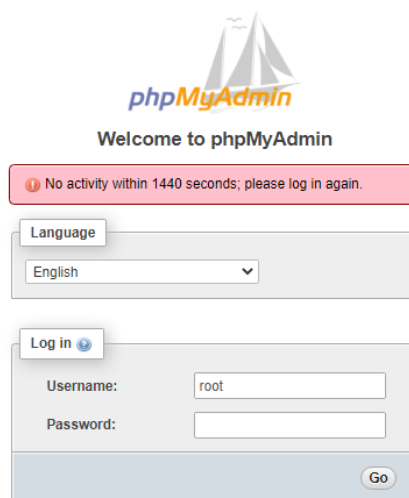 phpMyAdmin
Welcome to phpMyAdmin
No activity within 1440 seconds; please log in again.
Language
English
Log in
Username: root
Password:
Go